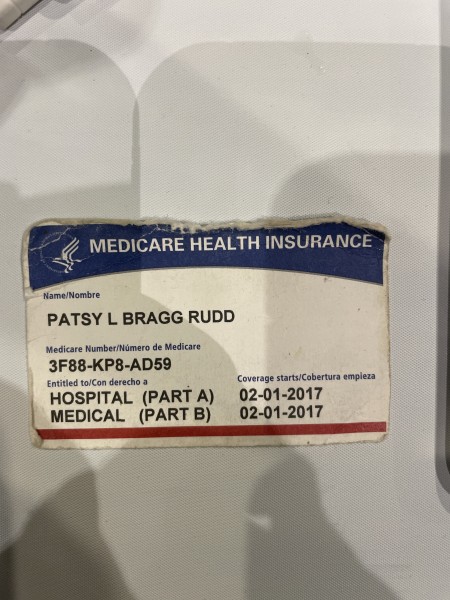 MEDICARE HEALTH INSURANCE
Name/Nombre
PATSY L BRAGG RUDD
Medicare Number/Número de Medicare
3F88-KP8-AD59
Entitled to/Con derecho a Coverage starts/Cobertura empieza
HOSPITAL (PART A) 02-01-2017
MEDICAL (PART B) 02-01-2017